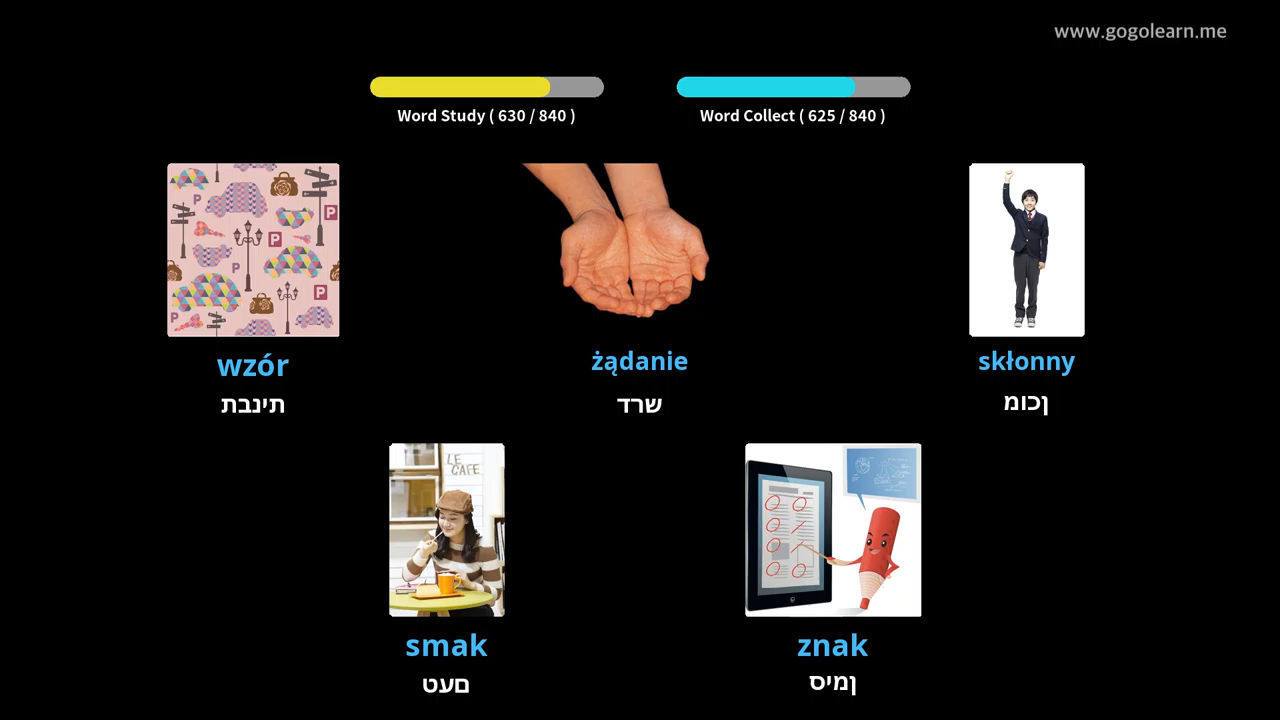 www.gogolearn.me
Word Study ( 630 / 840 )
Word Collect ( 625 / 840 )
P
P
P
P
P
P
wzór
תינבת
żądanie
שרד
skłonny
ןכומ
LE
CAFE
smak
םעט
znak
ןמיס